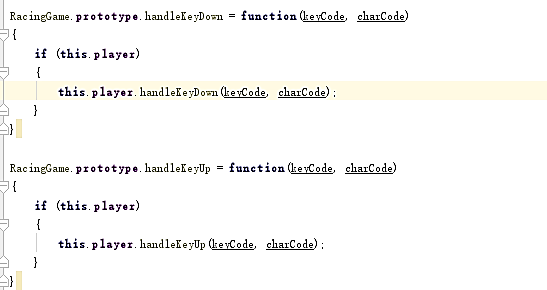 RacingGame.prototype.handleKeyDown = function(keyCode, charCode)
{
if (this.player)
{
this.player.handleKeyDown(keyCode, charCode);
}
}
RacingGame.prototype.handleKeyUp = function(keyCode, charCode)
{
if (this.player)
{
this.player.handleKeyUp(keyCode, charCode);
}
}